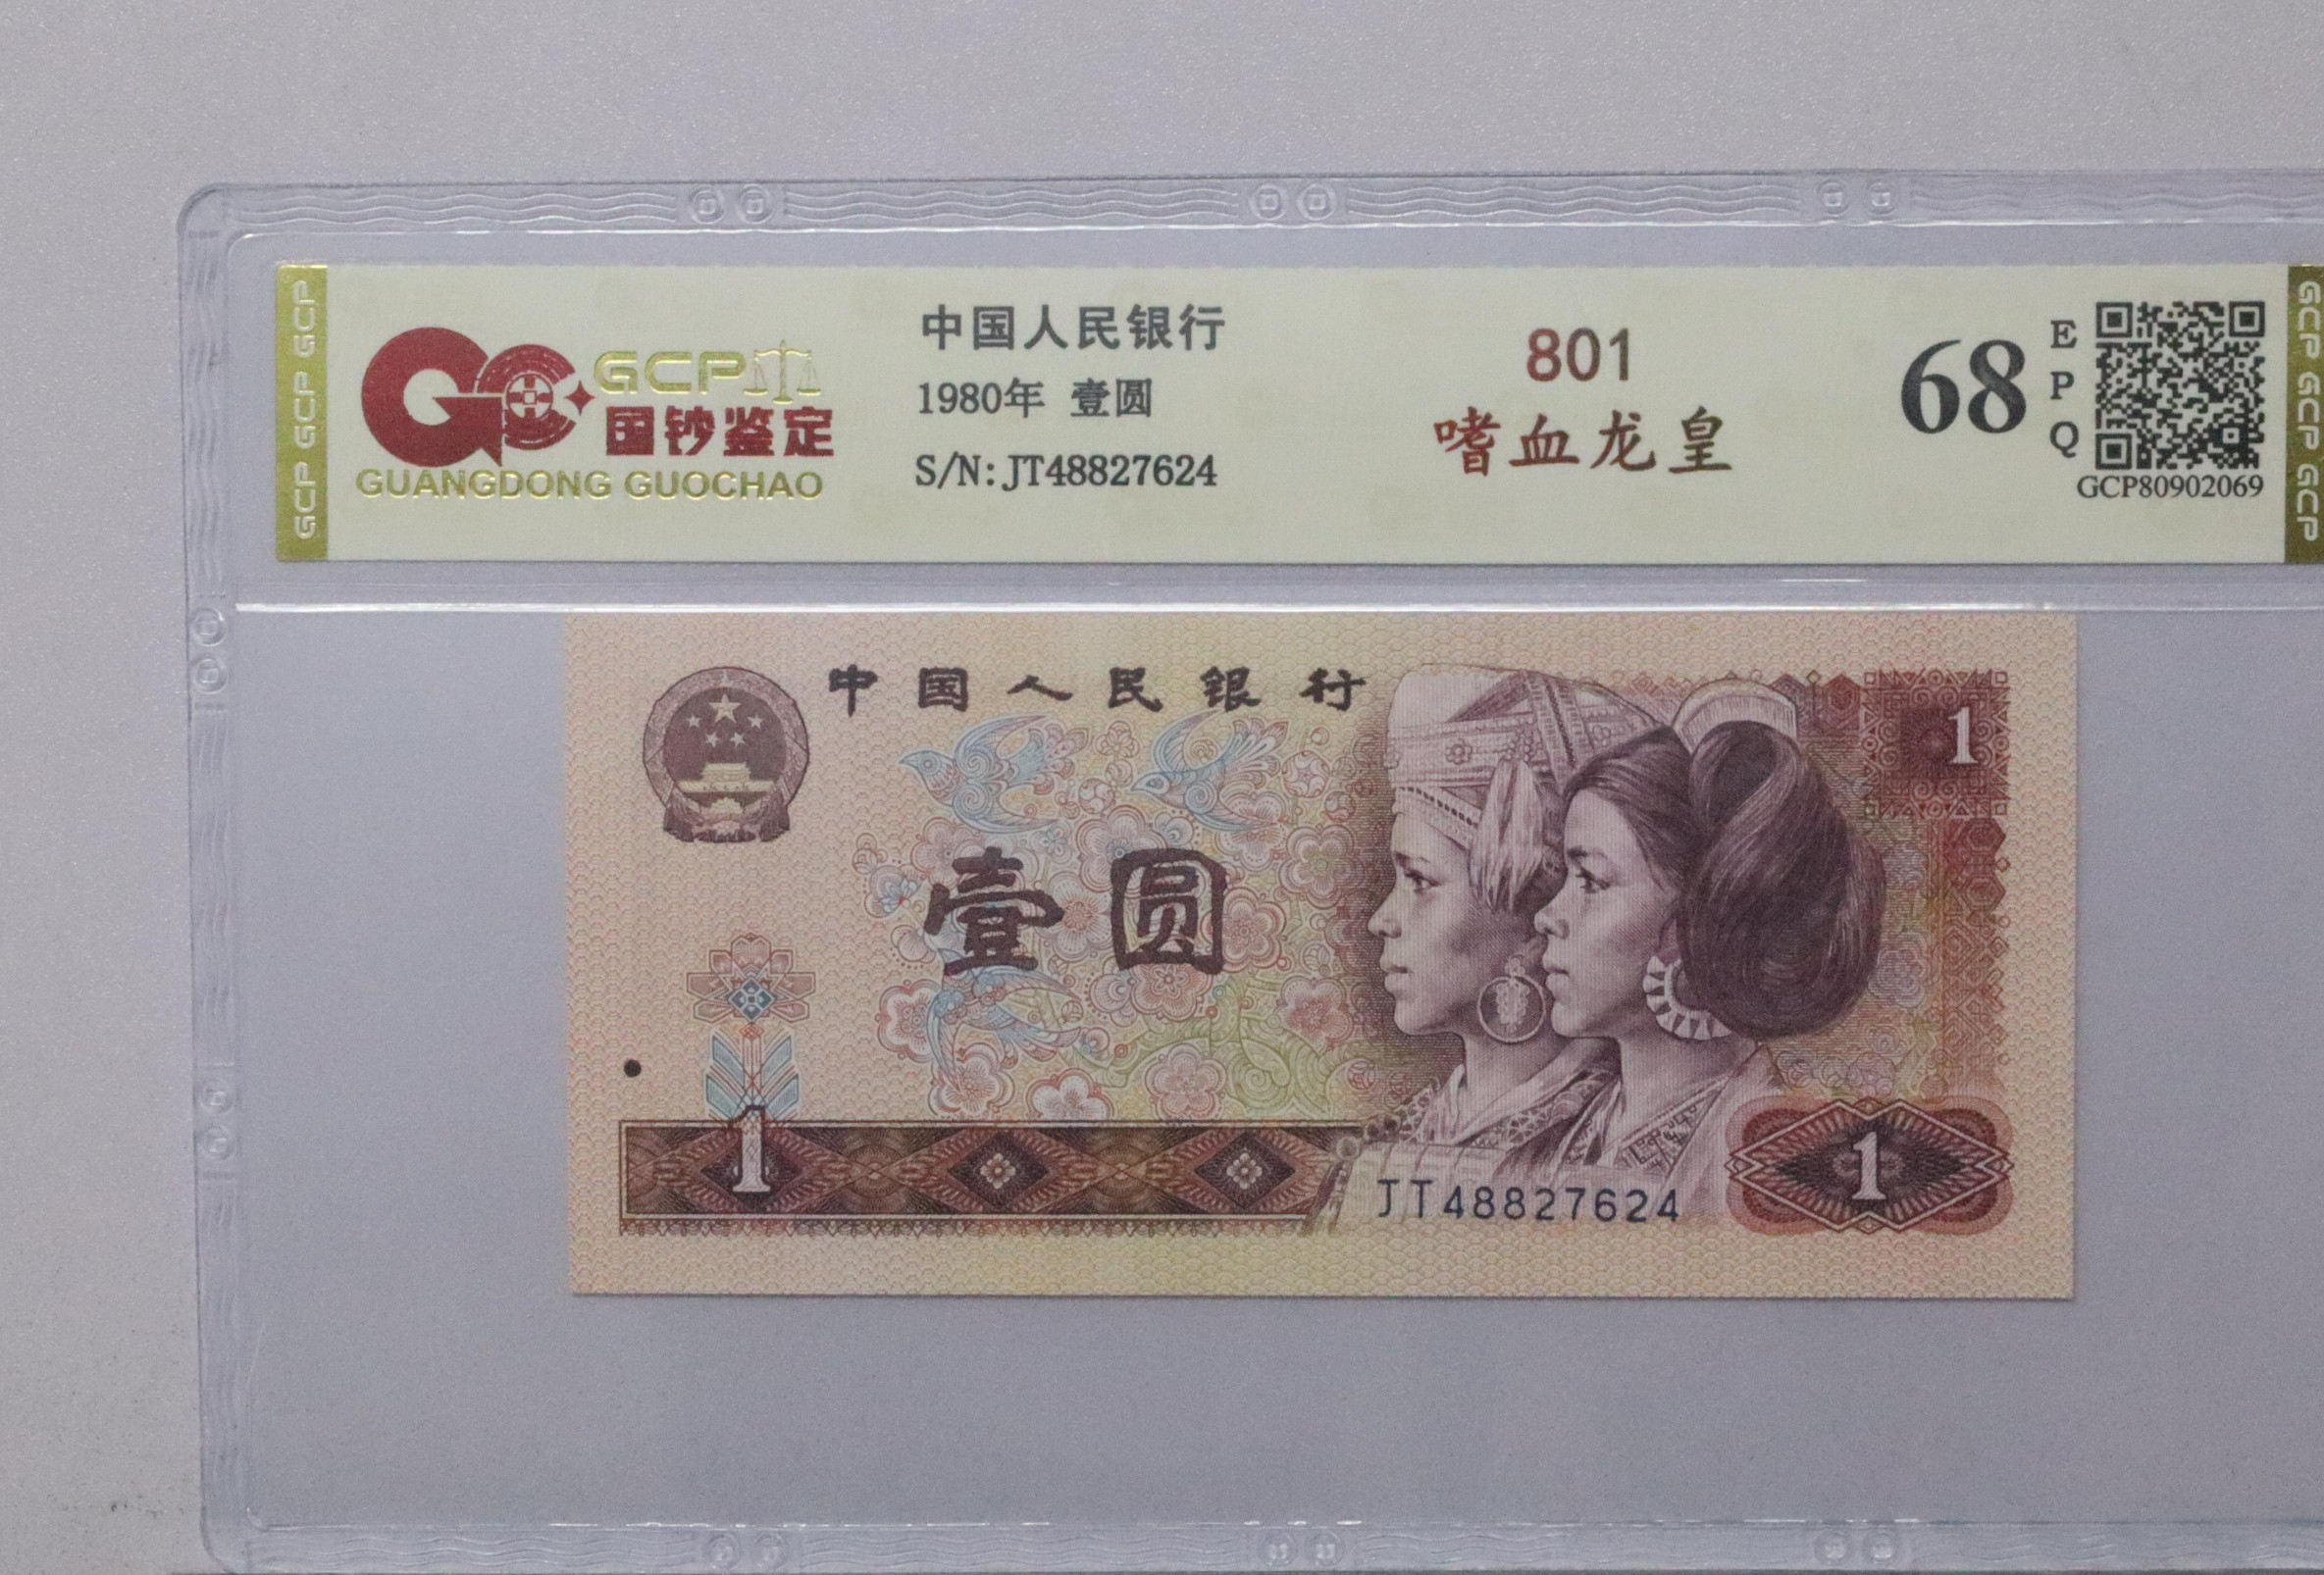 GCP GCP GCP
GCP
国钞鉴定
GUANGDONG GUOCHAO
中国人民银行
1980年 壹圆
S/N: JT48827624
801
嗜血龙皇
68
E
P
Q
GCP80902069
GCP GCP GCP
中国人民银行
1
壹圆
1
JT48827624
1